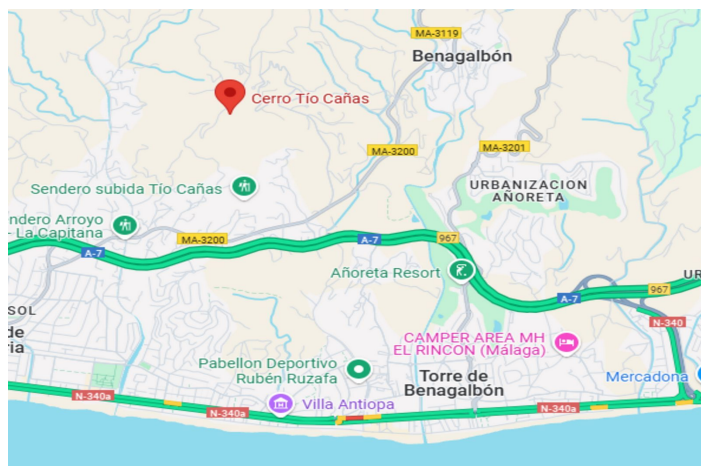 MA-3119
Benagalbón
Cerro Tío Cañas
MA-3200
MA-3201
Sendero subida Tío Cañas
URBANIZACION
AÑORETA
ndero Arroyo
- La Capitana
MA-3200
A-7
967
A-7
Añoreta Resort
967
A-7
UR
SOL
N-340
de
ria
CAMPER AREA MH
EL RINCON (Málaga)
Pabellon Deportivo
Rubén Ruzafa
Torre de
Benagalbón
Mercadona
N-340a
N-340a
Villa Antiopa
N-340a